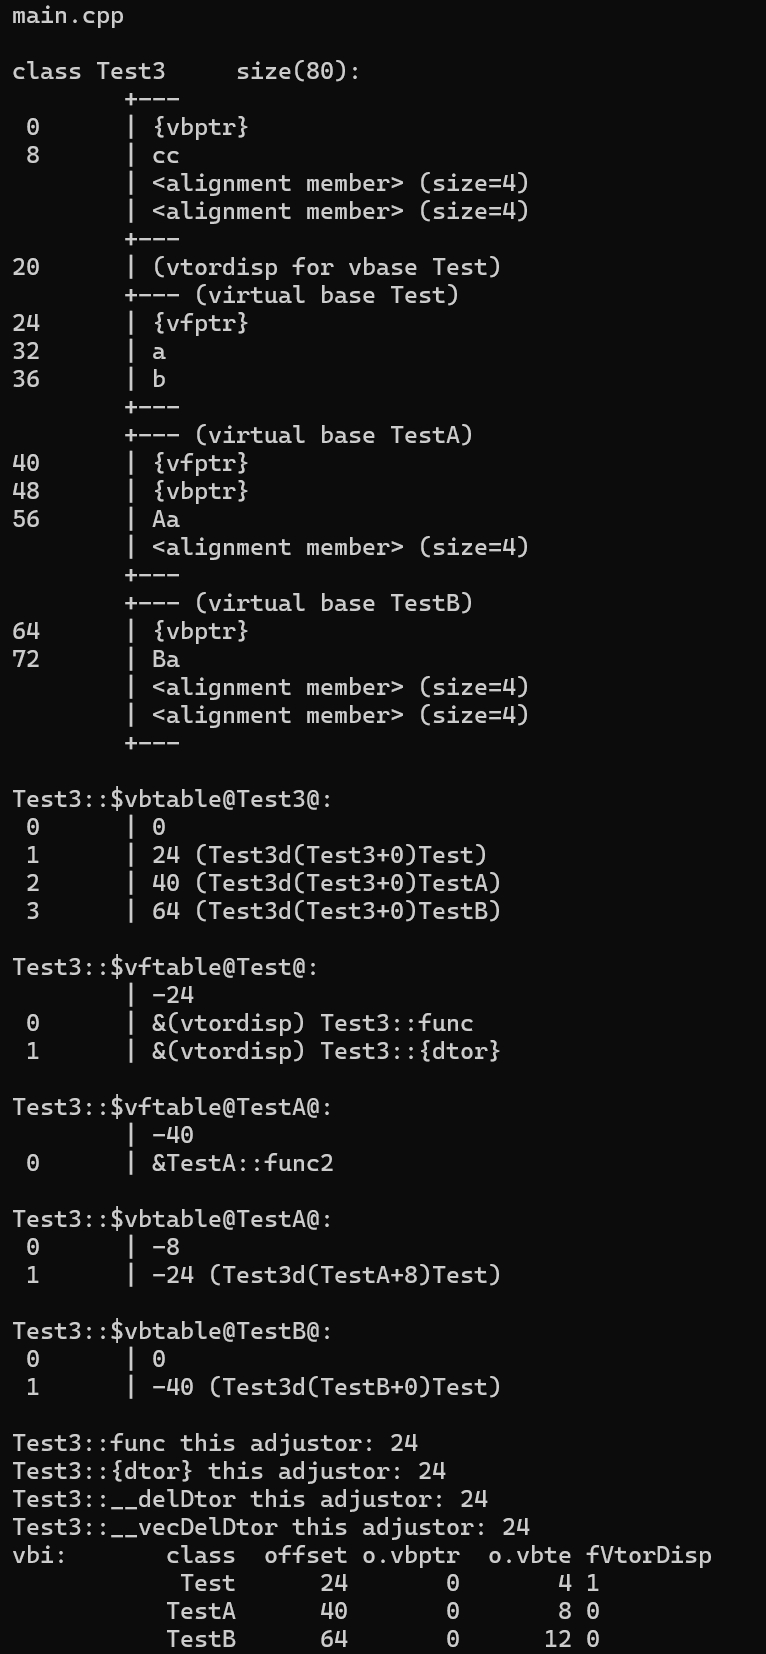 main.cpp

class Test3     size(80):
        +---
 0      | {vbptr}
 8      | cc
        | <alignment member> (size=4)
        | <alignment member> (size=4)
        +---
20      | (vtordisp for vbase Test)
        +--- (virtual base Test)
24      | {vfptr}
32      | a
36      | b
        +---
        +--- (virtual base TestA)
40      | {vfptr}
48      | {vbptr}
56      | Aa
        | <alignment member> (size=4)
        +---
        +--- (virtual base TestB)
64      | {vbptr}
72      | Ba
        | <alignment member> (size=4)
        | <alignment member> (size=4)
        +---

Test3::$vbtable@Test3@:
 0      | 0
 1      | 24 (Test3d(Test3+0)Test)
 2      | 40 (Test3d(Test3+0)TestA)
 3      | 64 (Test3d(Test3+0)TestB)

Test3::$vftable@Test@:
        | -24
 0      | &(vtordisp) Test3::func
 1      | &(vtordisp) Test3::{dtor}

Test3::$vftable@TestA@:
        | -40
 0      | &TestA::func2

Test3::$vbtable@TestA@:
 0      | -8
 1      | -24 (Test3d(TestA+8)Test)

Test3::$vbtable@TestB@:
 0      | 0
 1      | -40 (Test3d(TestB+0)Test)

Test3::func this adjustor: 24
Test3::{dtor} this adjustor: 24
Test3::__delDtor this adjustor: 24
Test3::__vecDelDtor this adjustor: 24
vbi:       class  offset o.vbptr  o.vbte fVtorDisp
            Test      24       0       4 1
           TestA      40       0       8 0
           TestB      64       0      12 0